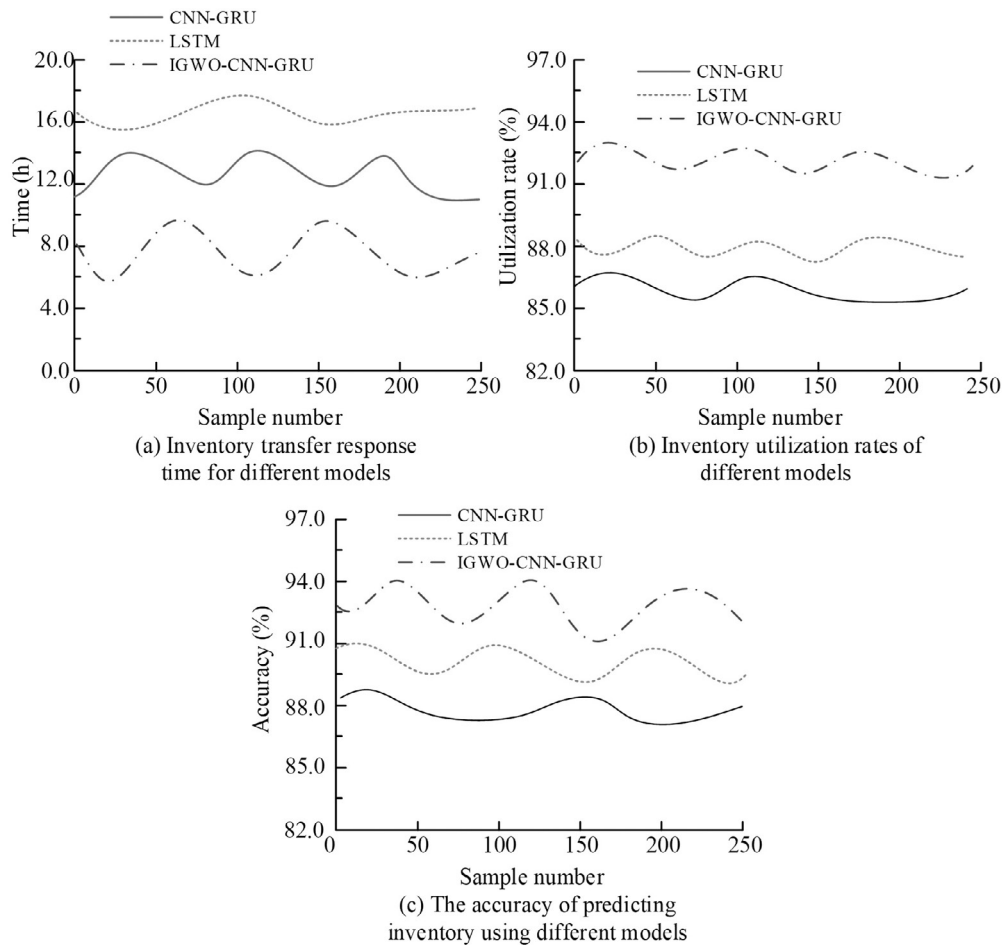 CNN-GRU
LSTM
IGWO-CNN-GRU
20.0
16.0
12.0
8.0
4.0
0.0
Time (h)
0
50
100
150
200
250
Sample number
(a) Inventory transfer response
time for different models
CNN-GRU
LSTM
IGWO-CNN-GRU
97.0
94.0
91.0
88.0
85.0
82.0
Utilization rate (%)
0
50
100
150
200
250
Sample number
(b) Inventory utilization rates of
different models
CNN-GRU
LSTM
IGWO-CNN-GRU
97.0
94.0
91.0
88.0
85.0
82.0
Accuracy (%)
0
50
100
150
200
250
Sample number
(c) The accuracy of predicting
inventory using different models